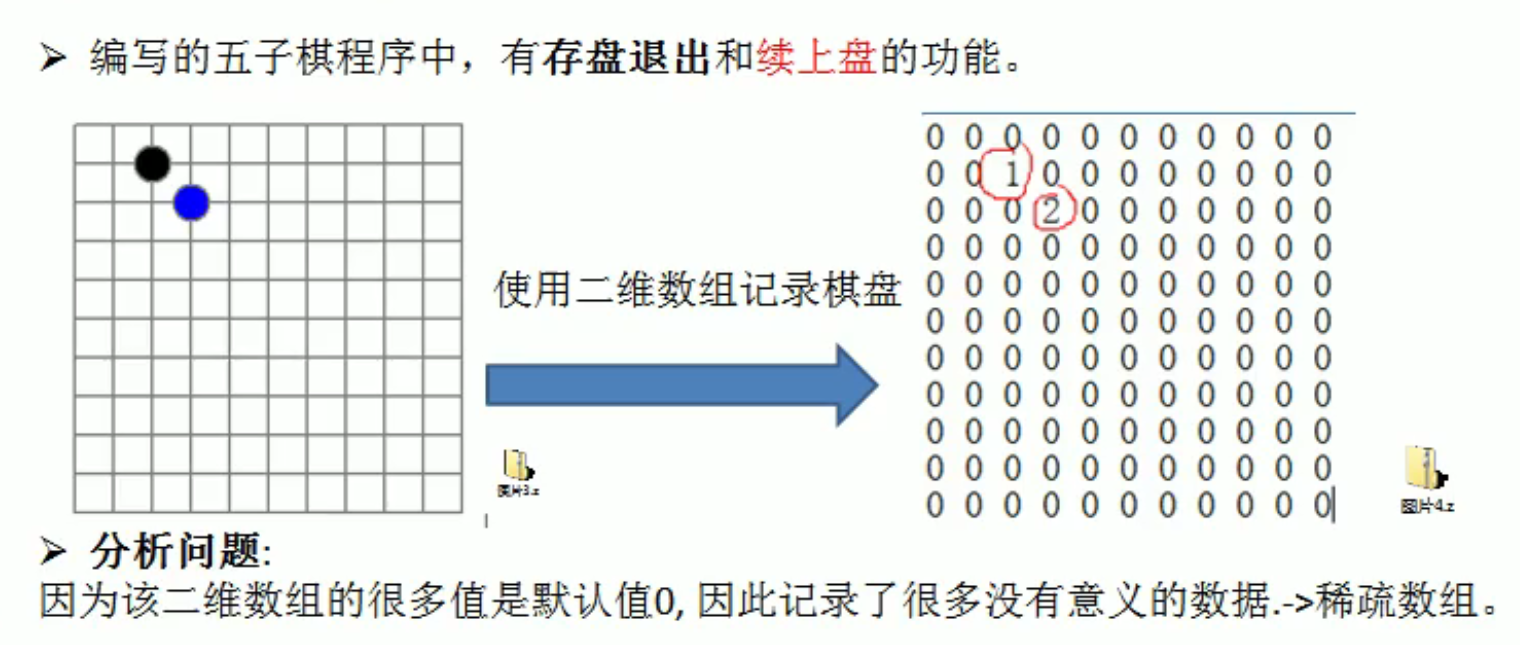 ➢ 编写的五子棋程序中，有存盘退出和续上盘的功能。
0 0 0 0 0 0 0 0 0 0 0
0 0 1 0 0 0 0 0 0 0 0
0 0 0 2 0 0 0 0 0 0 0
0 0 0 0 0 0 0 0 0 0 0
使用二维数组记录棋盘
0 0 0 0 0 0 0 0 0 0 0
0 0 0 0 0 0 0 0 0 0 0
0 0 0 0 0 0 0 0 0 0 0
0 0 0 0 0 0 0 0 0 0 0
0 0 0 0 0 0 0 0 0 0 0
0 0 0 0 0 0 0 0 0 0 0
0 0 0 0 0 0 0 0 0 0 0
图片3.z
图片4.z
➢ 分析问题:
因为该二维数组的很多值是默认值0, 因此记录了很多没有意义的数据.->稀疏数组。